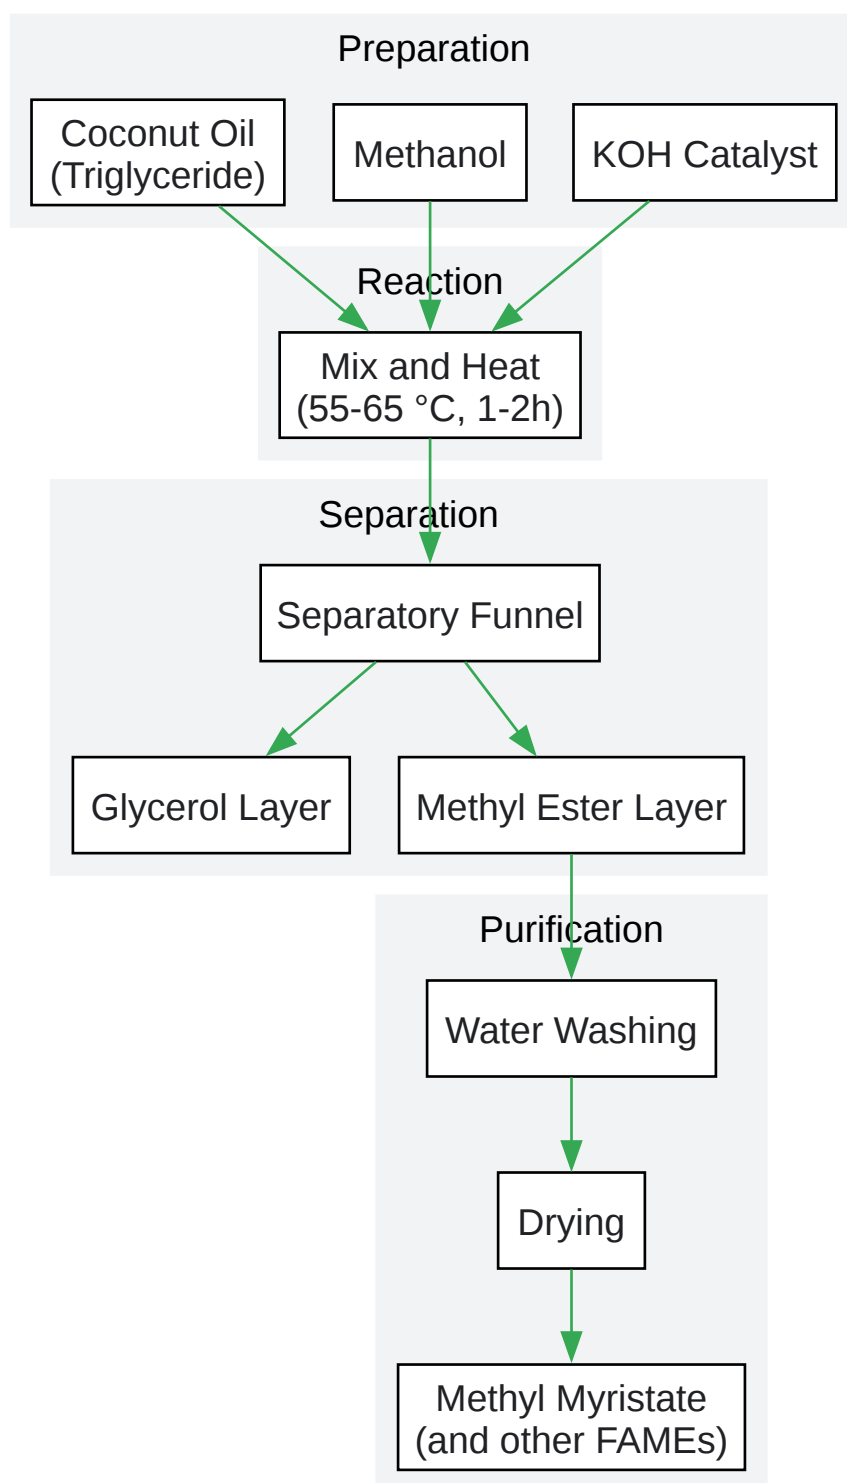 Preparation
Coconut Oil
(Triglyceride)
Methanol
KOH Catalyst
Reaction
Mix and Heat
(55-65 °C, 1-2h)
Separation
Separatory Funnel
Glycerol Layer
Methyl Ester Layer
Purification
Water Washing
Drying
Methyl Myristate
(and other FAMEs)